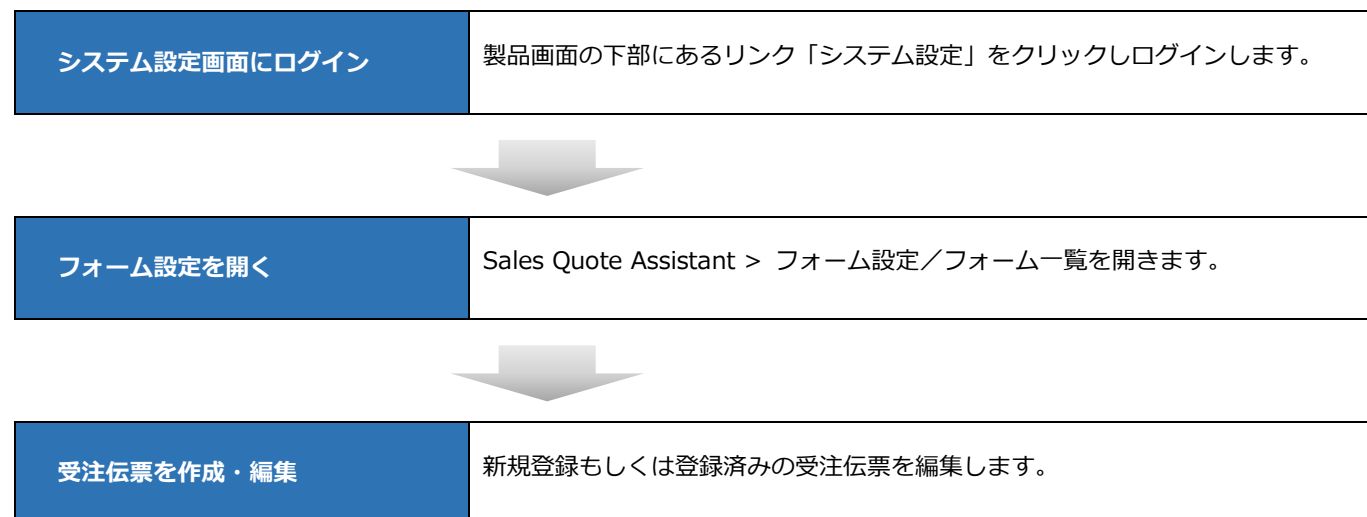 システム設定画面にログイン
製品画面の下部にあるリンク「システム設定」をクリックしログインします。
フォーム設定を開く
Sales Quote Assistant > フォーム設定／フォーム一覧を開きます。
受注伝票を作成・編集
新規登録もしくは登録済みの受注伝票を編集します。